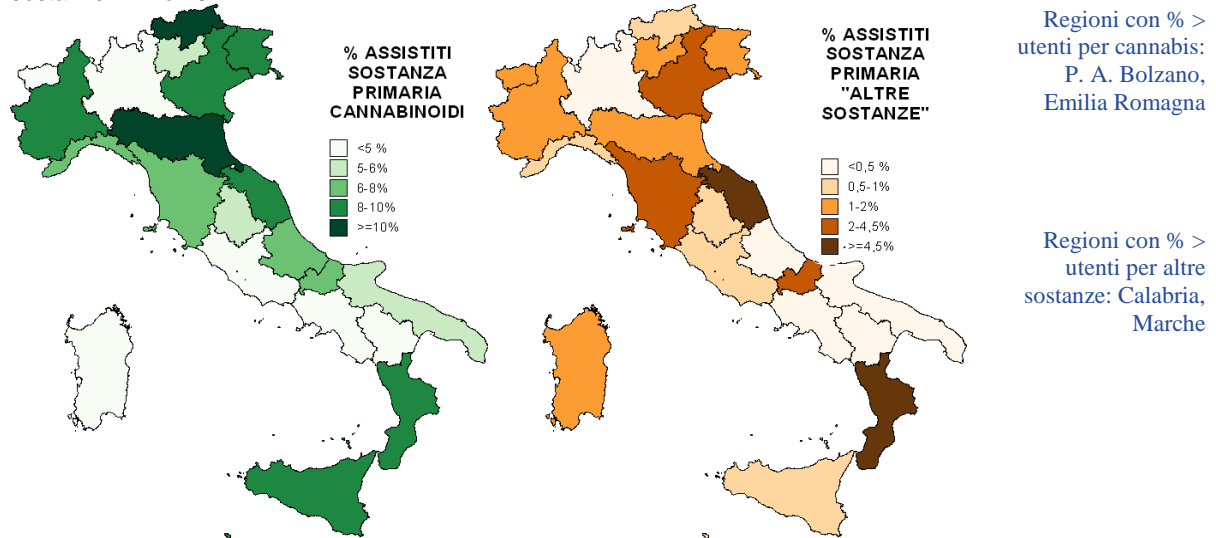 % ASSISTITI
SOSTANZA
PRIMARIA
CANNABINOIDI
<5 %
5-6%
6-8%
8-10%
>=10%
% ASSISTITI
SOSTANZA
PRIMARIA
"ALTRE
SOSTANZE"
<0,5 %
0,5-1%
1-2%
2-4,5%
>=4,5%
Regioni con % >
utenti per cannabis:
P. A. Bolzano,
Emilia Romagna
Regioni con % >
utenti per altre
sostanze: Calabria,
Marche